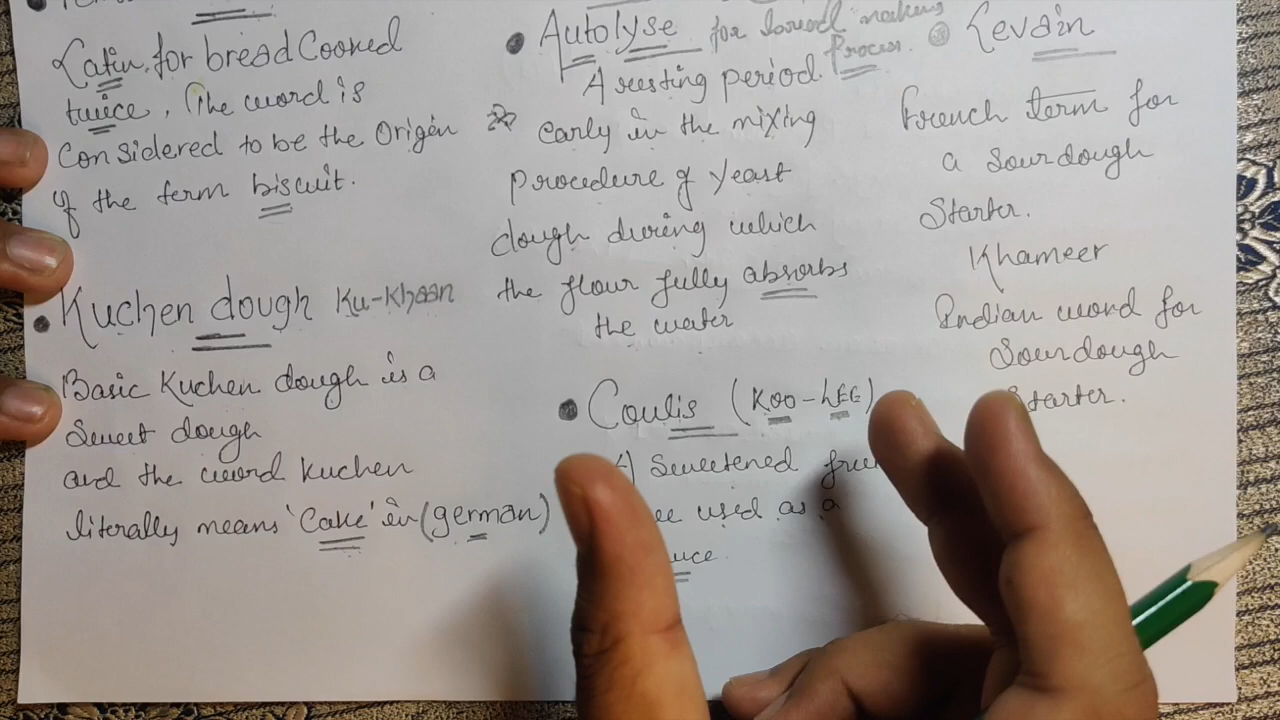 Latin for bread Cooked
twice. The word is
Considered to be the Origin
of the term biscuit.
Kuchen dough Ku-Khaan
Basic Kuchen dough is a
Sweet dough
and the word kuchen
literally means 'Cake' in (german)
Autolyse for bread making
Process.
A resting period
early in the mixing
procedure of yeast
dough during which
the flour fully absorbs
the water
Coulis (Koo-LEE)
A Sweetened
used as a
Levain
French term for
a Sourdough
Starter.
Khameer
Indian word for
Sourdough
Starter.